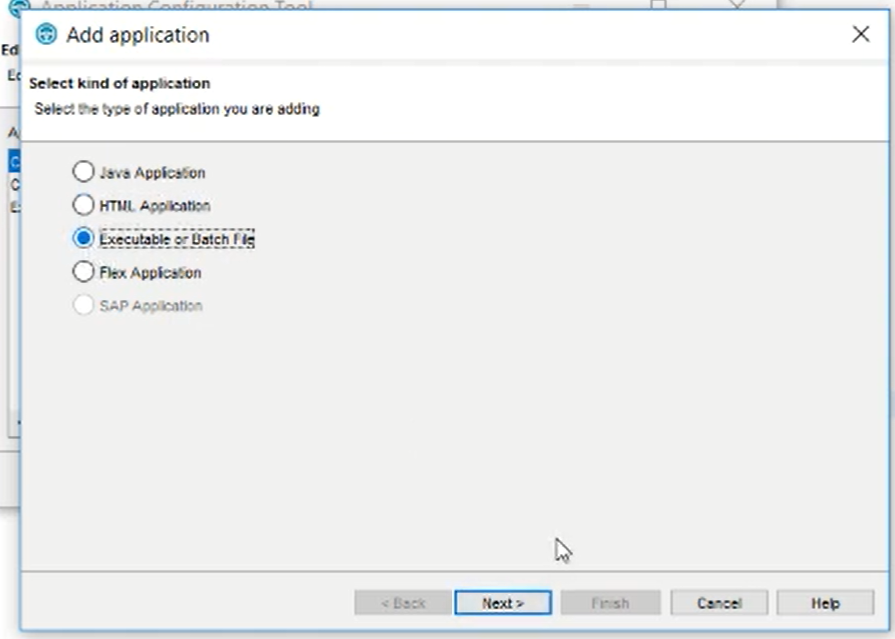 Application Configuration Tool
Add application
Ed
Select kind of application
Ec
Select the type of application you are adding
A
Java Application
C
HTML Application
Executable or Batch File
Flex Application
SAP Application
< Back
Next >
Finish
Cancel
Help